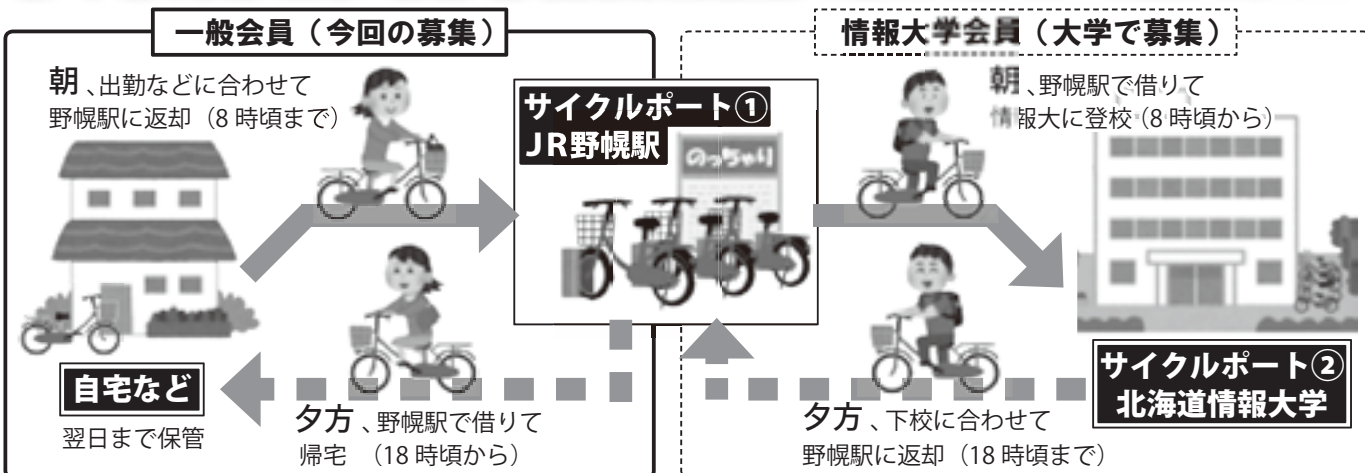 一般会員（今回の募集）
朝、出勤などに合わせて
野幌駅に返却（8時頃まで）
自宅など
翌日まで保管
夕方、野幌駅で借りて
帰宅 （18時頃から）
サイクルポート①
JR野幌駅
のっちゃり
情報大学会員（大学で募集）
朝、野幌駅で借りて
情報大に登校（8時頃から）
夕方、下校に合わせて
野幌駅に返却（18時頃まで）
サイクルポート②
北海道情報大学